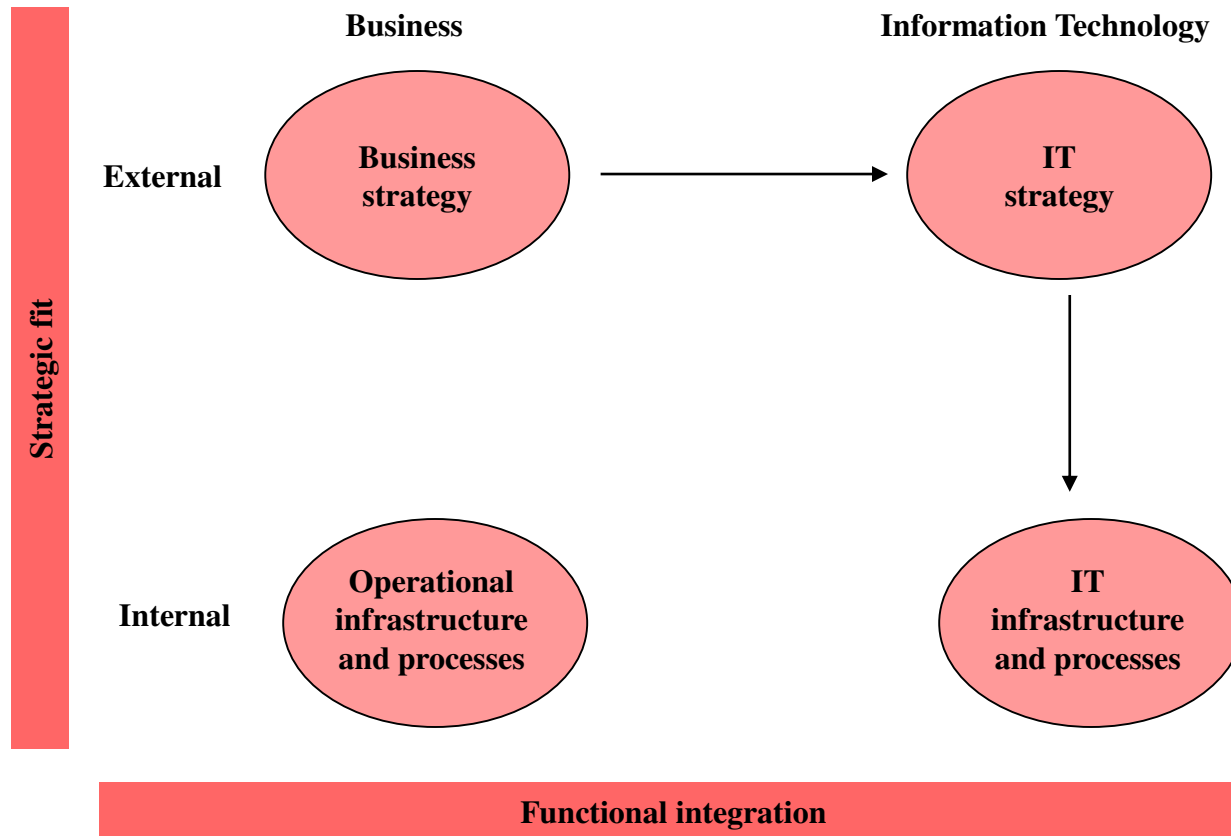 Business
Information Technology
Strategic fit
External
Business
strategy
IT
strategy
Internal
Operational
infrastructure
and processes
IT
infrastructure
and processes
Functional integration